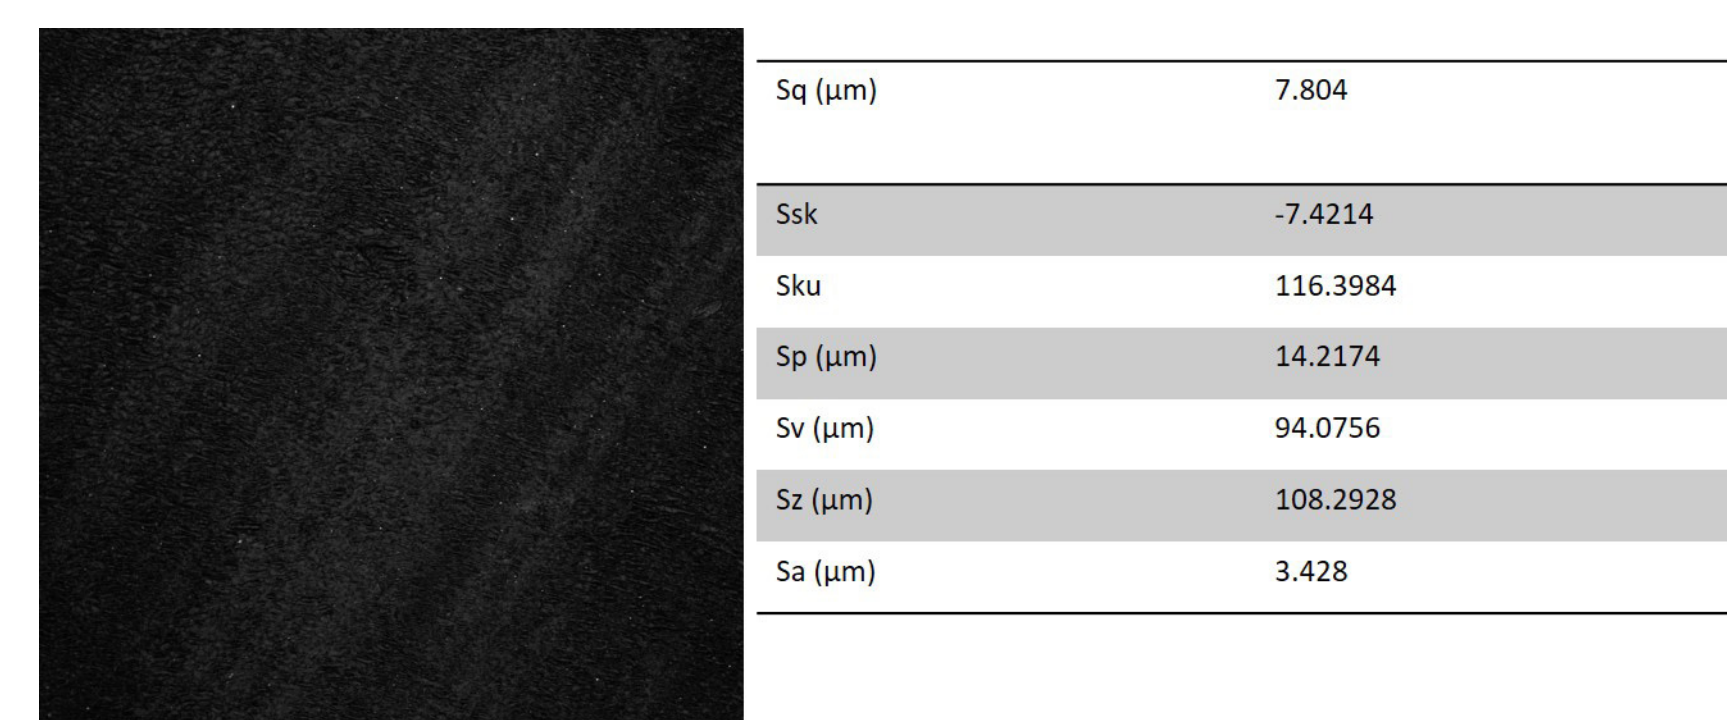 Sq (µm) 7.804
Ssk -7.4214
Sku 116.3984
Sp (µm) 14.2174
Sv (µm) 94.0756
Sz (µm) 108.2928
Sa (µm) 3.428